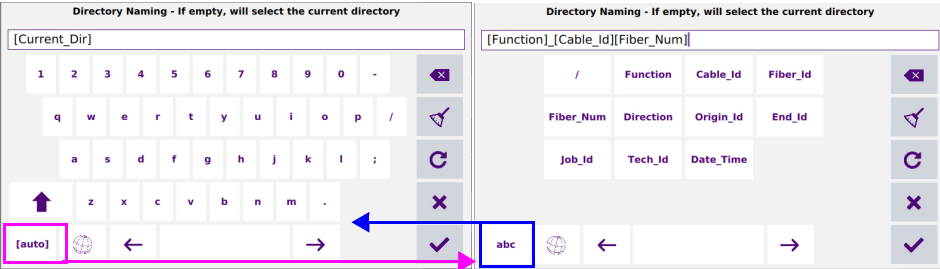 Directory Naming - If empty, will select the current directory
[Current_Dir]
1 2 3 4 5 6 7 8 9 0 -
q w e r t y u i o p /
a s d f g h j k l ;
z x c v b n m .
[auto]
Directory Naming - If empty, will select the current directory
[Function]_[Cable_Id][Fiber_Num]
/ Function Cable_Id Fiber_Id
Fiber_Num Direction Origin_Id End_Id
Job_Id Tech_Id Date_Time
abc